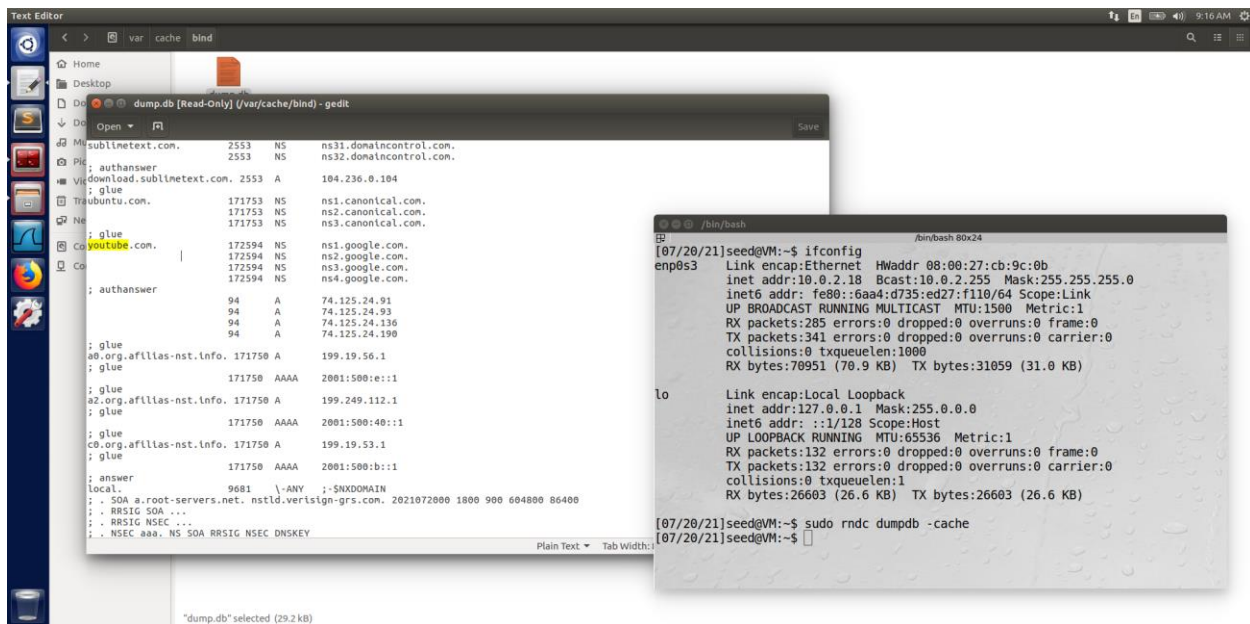 Text Editor
En
9:16 AM
var cache bind
Home
Desktop
dump.db [Read-Only] (/var/cache/bind) - gedit
Open
Save
sublimetext.com. 2553 NS ns31.domaincontrol.com.
2553 NS ns32.domaincontrol.com.
; authanswer
download.sublimetext.com. 2553 A 104.236.0.104
; glue
ubuntu.com. 171753 NS ns1.canonical.com.
171753 NS ns2.canonical.com.
171753 NS ns3.canonical.com.
; glue
youtube.com. 172594 NS ns1.google.com.
172594 NS ns2.google.com.
172594 NS ns3.google.com.
172594 NS ns4.google.com.
; authanswer
94 A 74.125.24.91
94 A 74.125.24.93
94 A 74.125.24.136
94 A 74.125.24.190
; glue
a0.org.afilias-nst.info. 171750 A 199.19.56.1
; glue
171750 AAAA 2001:500:e::1
; glue
a2.org.afilias-nst.info. 171750 A 199.249.112.1
; glue
171750 AAAA 2001:500:40::1
; glue
c0.org.afilias-nst.info. 171750 A 199.19.53.1
; glue
171750 AAAA 2001:500:b::1
; answer
local. 9681 \-ANY ;-$NXDOMAIN
; . SOA a.root-servers.net. nstld.verisign-grs.com. 2021072000 1800 900 604800 86400
; . RRSIG SOA ...
; . RRSIG NSEC ...
; . NSEC aaa. NS SOA RRSIG NSEC DNSKEY
Plain Text Tab Width:
"dump.db" selected (29.2 kB)
/bin/bash
/bin/bash 80x24
[07/20/21]seed@VM:~$ ifconfig
enp0s3 Link encap:Ethernet HWaddr 08:00:27:cb:9c:0b
inet addr:10.0.2.18 Bcast:10.0.2.255 Mask:255.255.255.0
inet6 addr: fe80::6aa4:d735:ed27:f110/64 Scope:Link
UP BROADCAST RUNNING MULTICAST MTU:1500 Metric:1
RX packets:285 errors:0 dropped:0 overruns:0 frame:0
TX packets:341 errors:0 dropped:0 overruns:0 carrier:0
collisions:0 txqueuelen:1000
RX bytes:70951 (70.9 KB) TX bytes:31059 (31.0 KB)
lo Link encap:Local Loopback
inet addr:127.0.0.1 Mask:255.0.0.0
inet6 addr: ::1/128 Scope:Host
UP LOOPBACK RUNNING MTU:65536 Metric:1
RX packets:132 errors:0 dropped:0 overruns:0 frame:0
TX packets:132 errors:0 dropped:0 overruns:0 carrier:0
collisions:0 txqueuelen:1
RX bytes:26603 (26.6 KB) TX bytes:26603 (26.6 KB)
[07/20/21]seed@VM:~$ sudo rndc dumpdb -cache
[07/20/21]seed@VM:~$